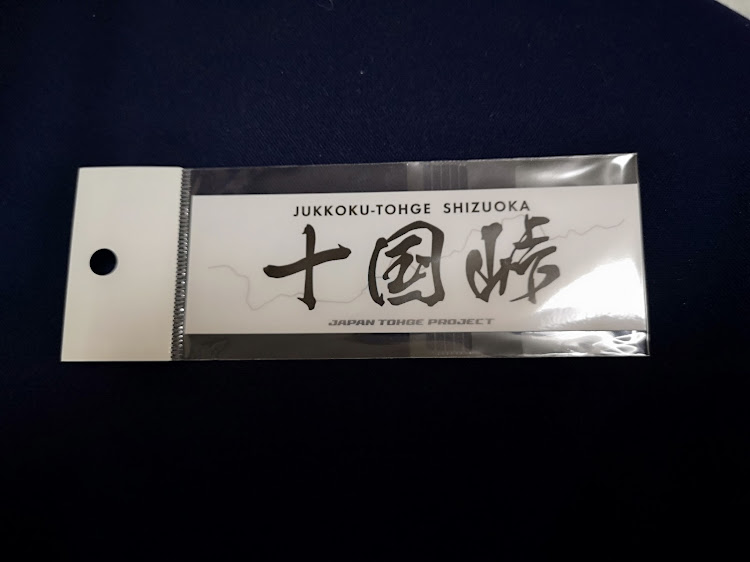 JUKKOKU-TOHGE SHIZUOKA
十国峠
JAPAN TOHGE PROJECT